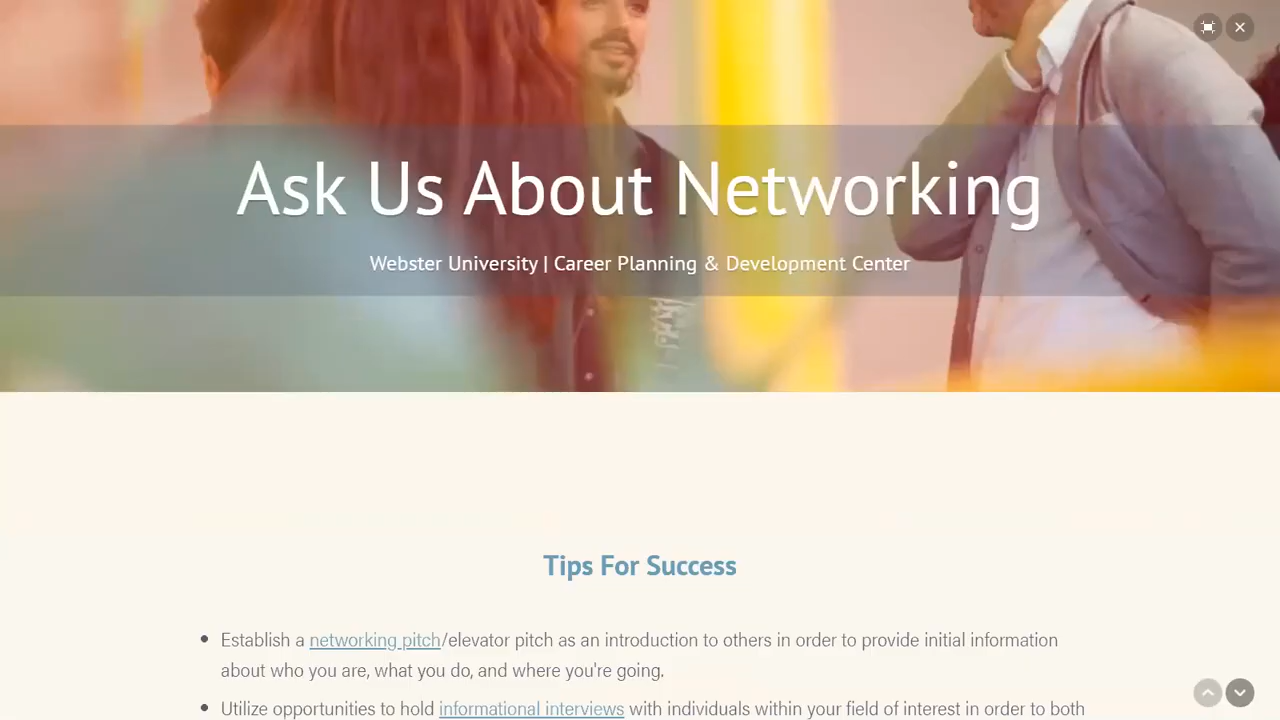 Ask Us About Networking
Webster University | Career Planning & Development Center
Tips For Success
• Establish a networking pitch/elevator pitch as an introduction to others in order to provide initial information
about who you are, what you do, and where you're going.
• Utilize opportunities to hold informational interviews with individuals within your field of interest in order to both